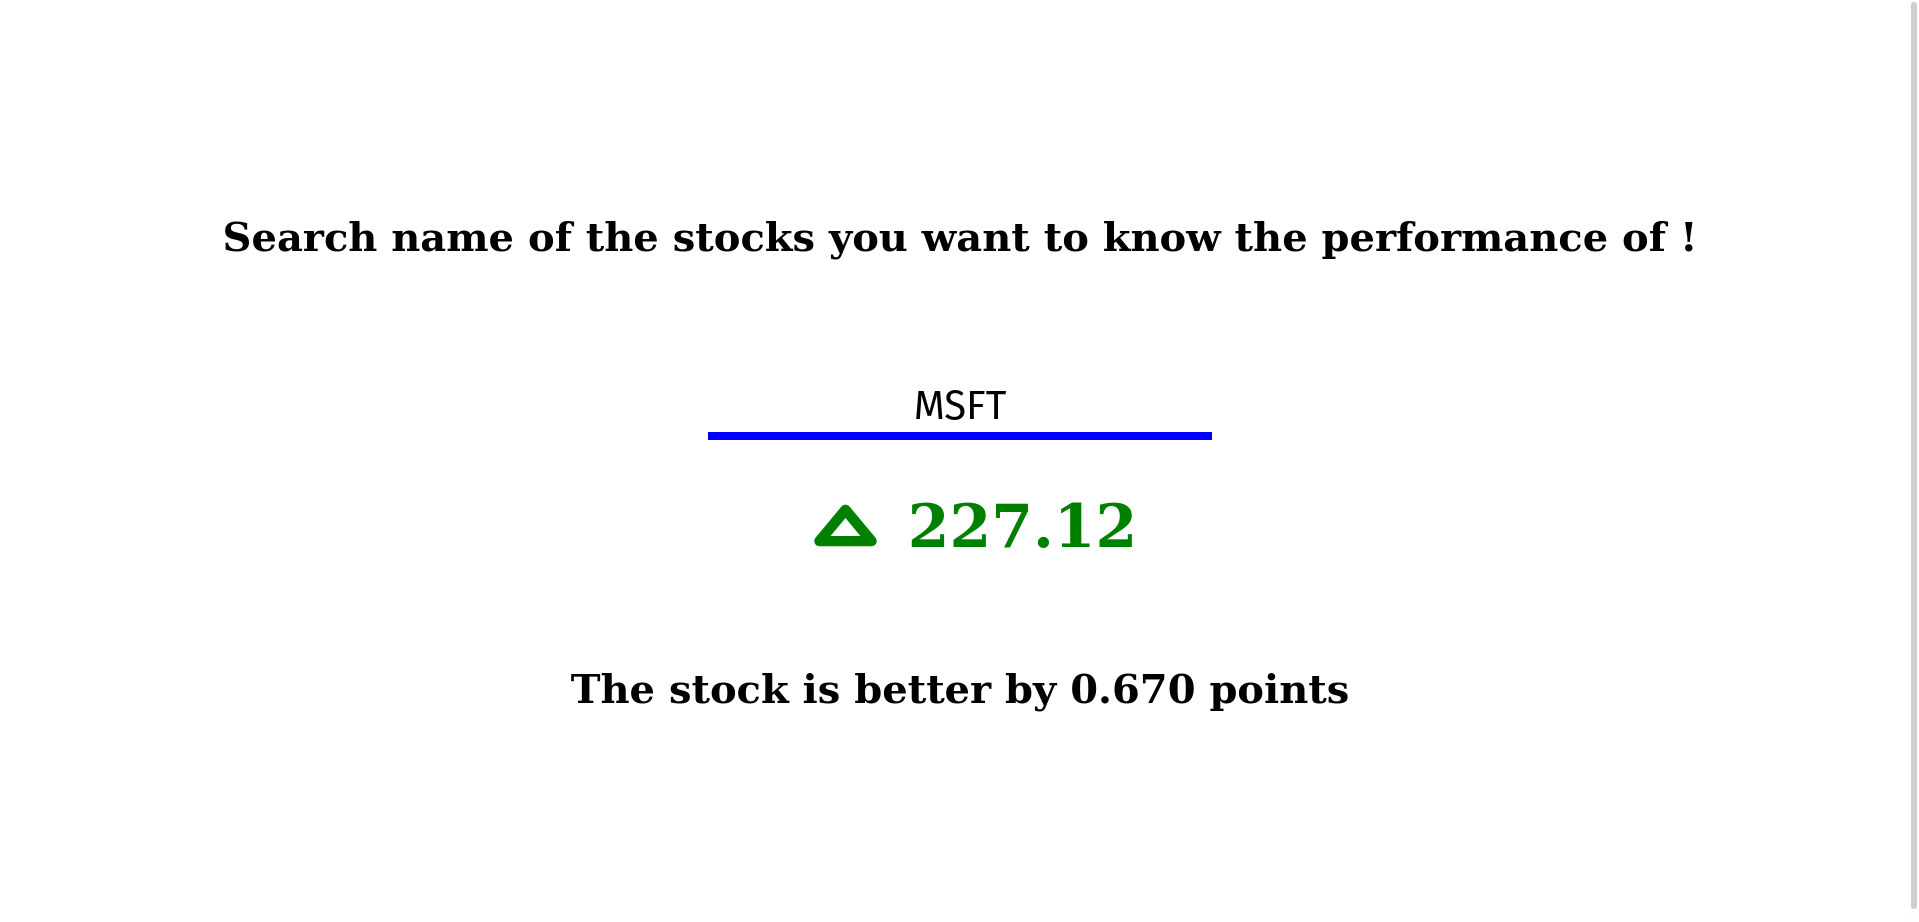 Search name of the stocks you want to know the performance of !
MSFT
227.12
The stock is better by 0.670 points